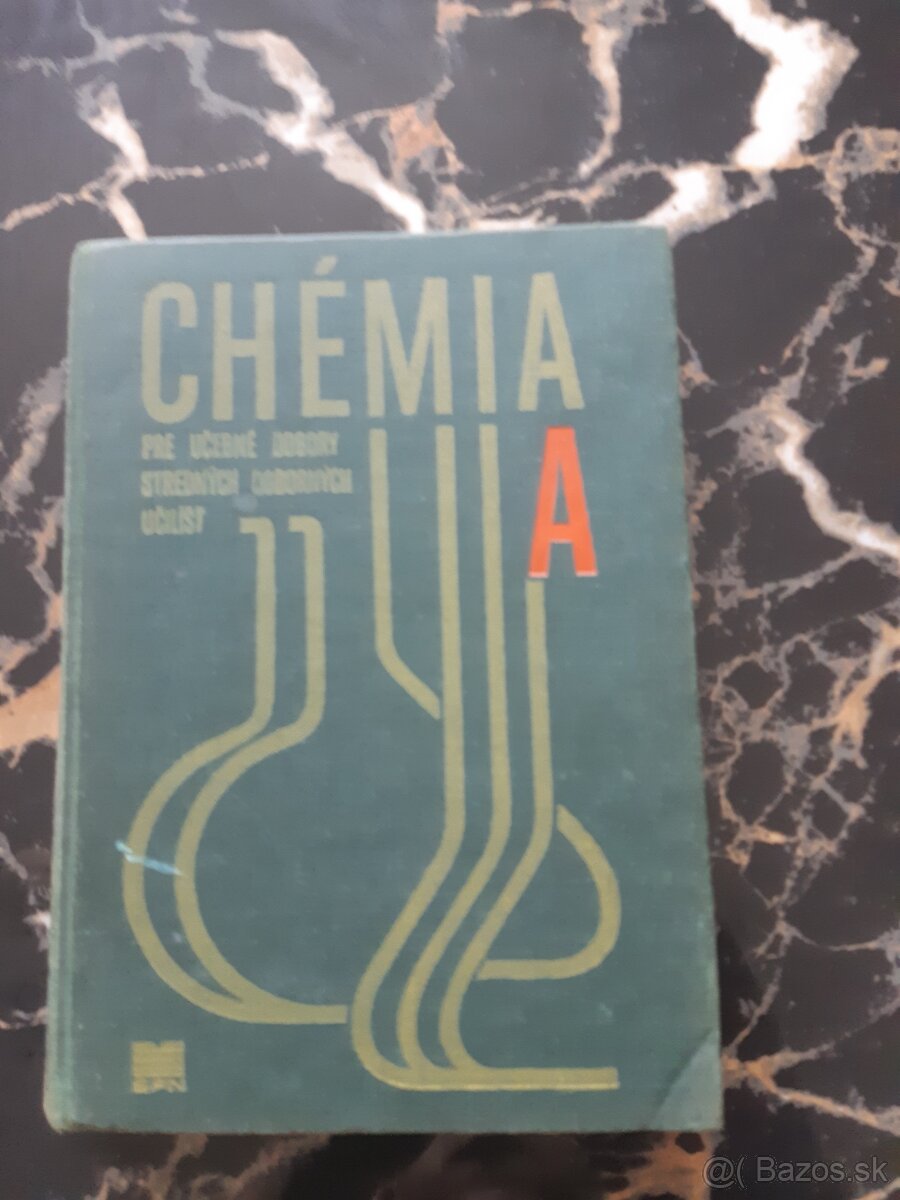 CHÉMIA
A
PRE UČEBNÉ ODBORY
STREDNÝCH ODBORNÝCH
UČILÍŠŤ
SPN
@( Bazos.sk